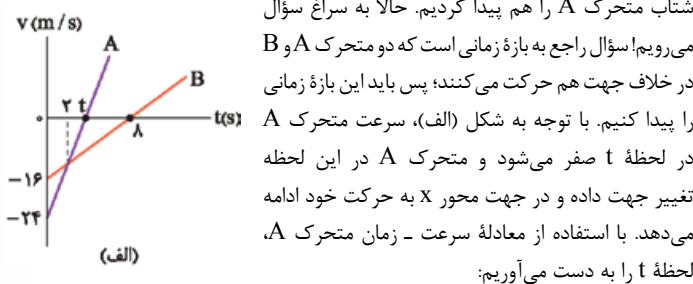 شتاب متحرک A را هم پیدا کردیم. حالا به سراغ سؤال
می‌رویم! سؤال راجع به بازهٔ زمانی است که دو متحرک A و B
در خلاف جهت هم حرکت می‌کنند؛ پس باید این بازهٔ زمانی
را پیدا کنیم. با توجه به شکل (الف)، سرعت متحرک A
در لحظهٔ t صفر می‌شود و متحرک A در این لحظه
تغییر جهت داده و در جهت محور x به حرکت خود ادامه
می‌دهد. با استفاده از معادلهٔ سرعت ـ زمان متحرک A،
لحظهٔ t را به دست می‌آوریم:
v(m/s)
A
B
۲ t
۰
۸
t(s)
−۱۶
−۲۴
(الف)